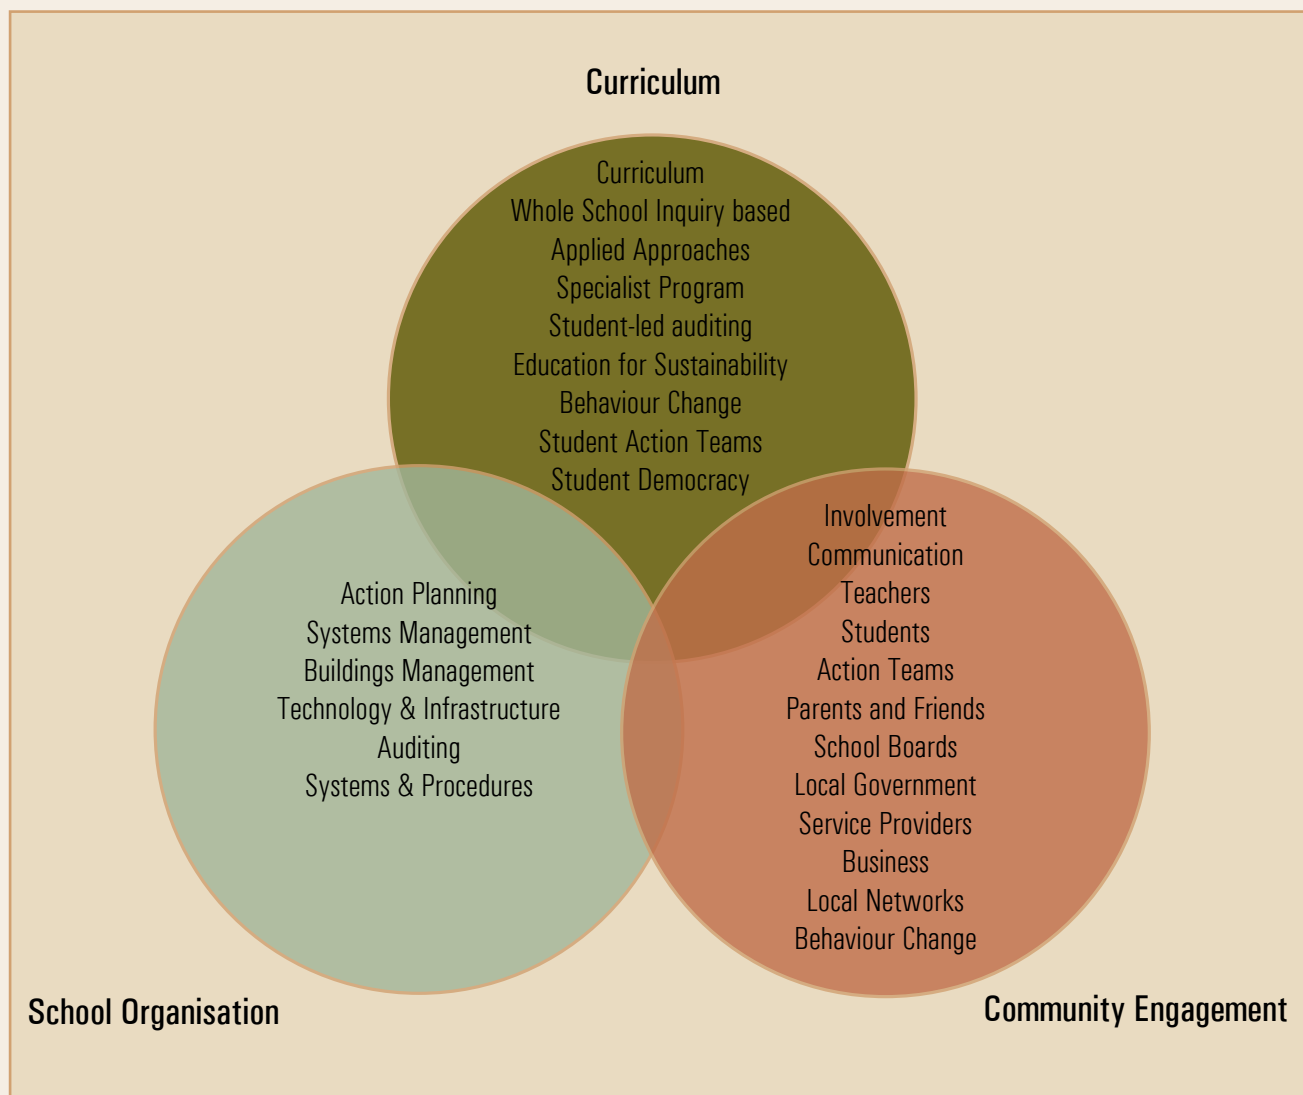 Curriculum
Curriculum
Whole School Inquiry based
Applied Approaches
Specialist Program
Student-led auditing
Education for Sustainability
Behaviour Change
Student Action Teams
Student Democracy
Action Planning
Systems Management
Buildings Management
Technology & Infrastructure
Auditing
Systems & Procedures
Involvement
Communication
Teachers
Students
Action Teams
Parents and Friends
School Boards
Local Government
Service Providers
Business
Local Networks
Behaviour Change
School Organisation
Community Engagement